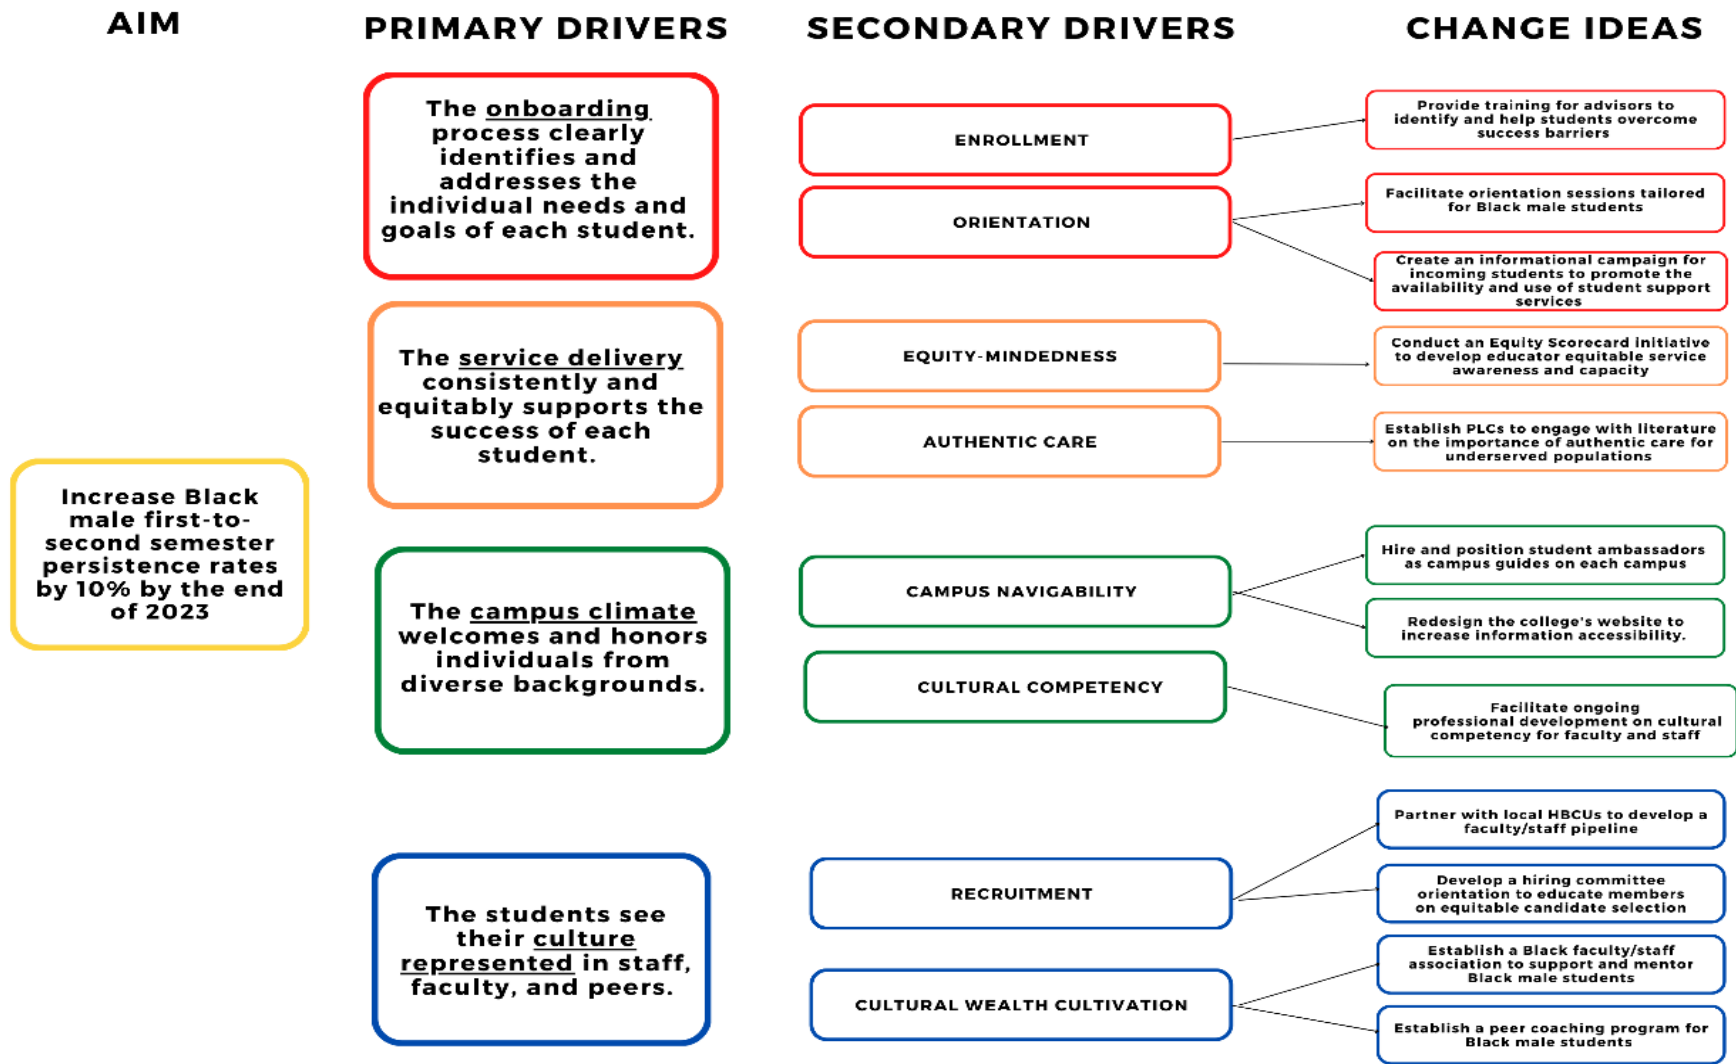 AIM
PRIMARY DRIVERS
SECONDARY DRIVERS
CHANGE IDEAS
Increase Black
male first-to-
second semester
persistence rates
by 10% by the end
of 2023
The onboarding
process clearly
identifies and
addresses the
individual needs and
goals of each student.
ENROLLMENT
Provide training for advisors to
identify and help students overcome
success barriers
ORIENTATION
Facilitate orientation sessions tailored
for Black male students
Create an informational campaign for
incoming students to promote the
availability and use of student support
services
The service delivery
consistently and
equitably supports the
success of each
student.
EQUITY-MINDEDNESS
Conduct an Equity Scorecard initiative
to develop educator equitable service
awareness and capacity
AUTHENTIC CARE
Establish PLCs to engage with literature
on the importance of authentic care for
underserved populations
The campus climate
welcomes and honors
individuals from
diverse backgrounds.
CAMPUS NAVIGABILITY
Hire and position student ambassadors
as campus guides on each campus
Redesign the college's website to
increase information accessibility.
CULTURAL COMPETENCY
Facilitate ongoing
professional development on cultural
competency for faculty and staff
The students see
their culture
represented in staff,
faculty, and peers.
RECRUITMENT
Partner with local HBCUs to develop a
faculty/staff pipeline
Develop a hiring committee
orientation to educate members
on equitable candidate selection
CULTURAL WEALTH CULTIVATION
Establish a Black faculty/staff
association to support and mentor
Black male students
Establish a peer coaching program for
Black male students